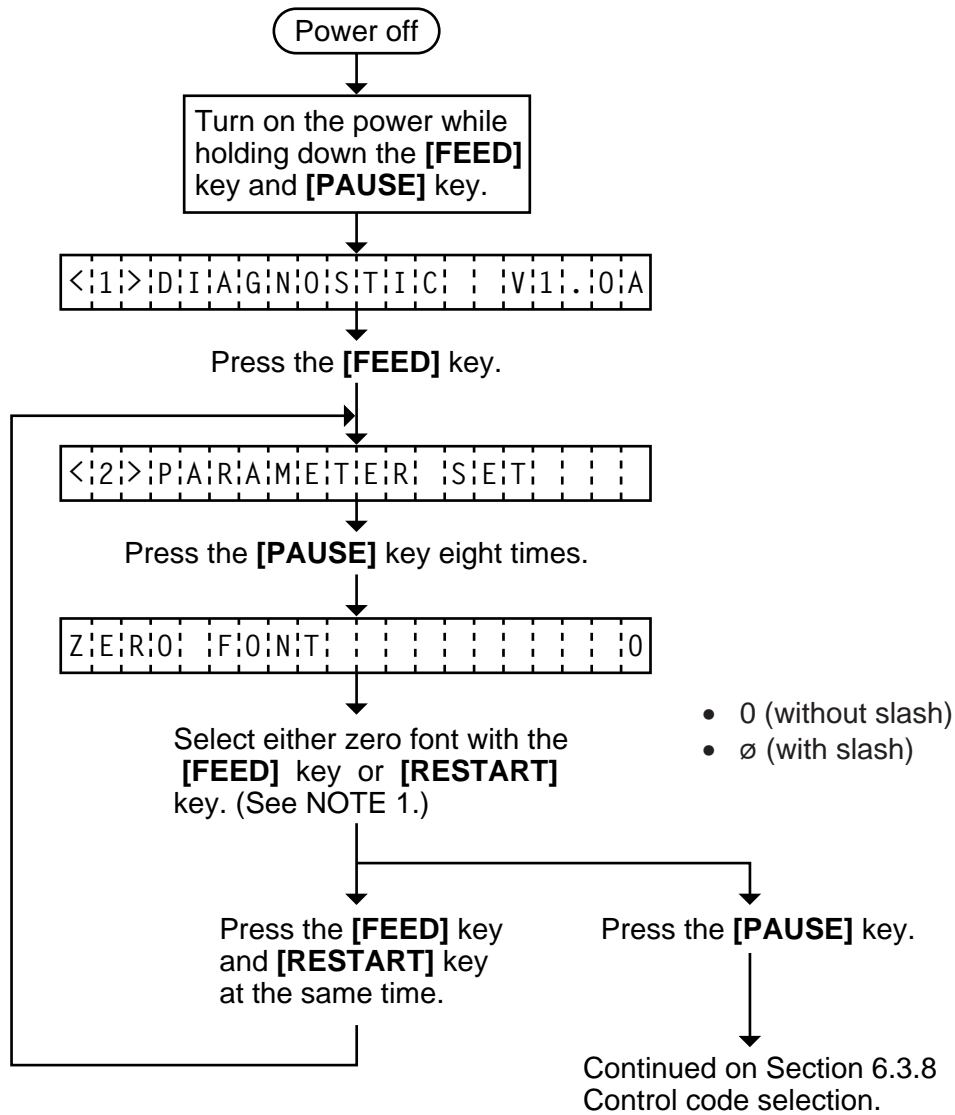 Power off
Turn on the power while
holding down the [FEED]
key and [PAUSE] key.
<1>DIAGNOSTIC  V1.0A
Press the [FEED] key.
<2>PARAMETER SET
Press the [PAUSE] key eight times.
ZERO FONT          0
Select either zero font with the
[FEED] key or [RESTART]
key. (See NOTE 1.)
• 0 (without slash)
• ø (with slash)
Press the [FEED] key
and [RESTART] key
at the same time.
Press the [PAUSE] key.
Continued on Section 6.3.8
Control code selection.